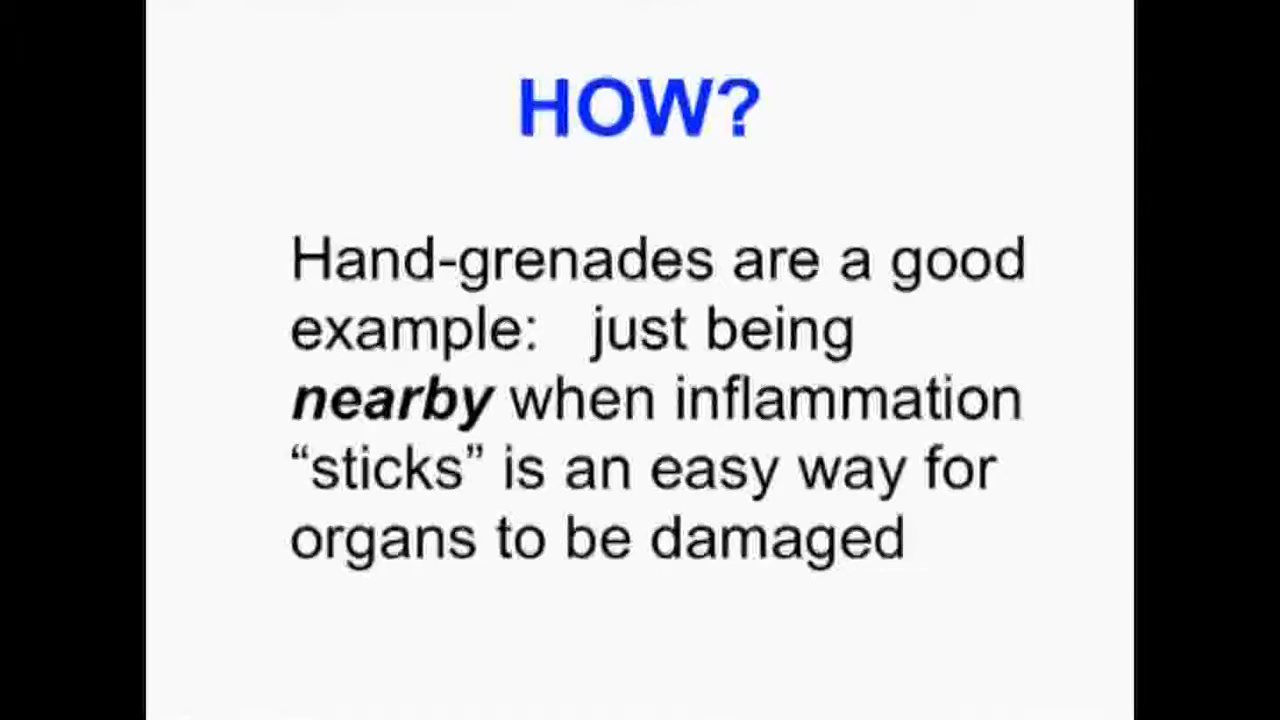 HOW?
Hand-grenades are a good
example:   just being
nearby when inflammation
“sticks” is an easy way for
organs to be damaged